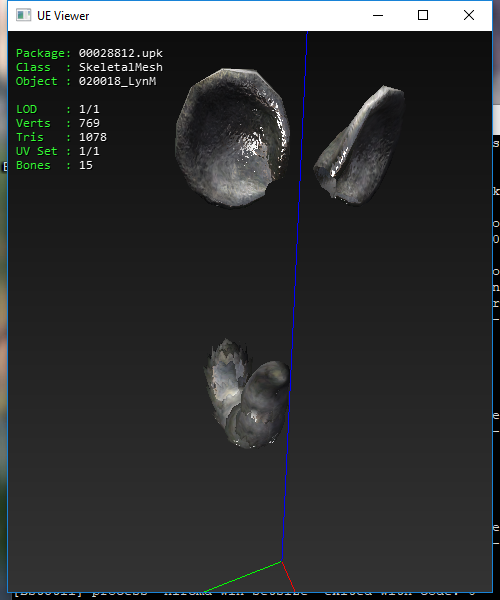 UE Viewer
Package: 00028812.upk
Class  : SkeletalMesh
Object : 020018_LynM
LOD    : 1/1
Verts  : 769
Tris   : 1078
UV Set : 1/1
Bones  : 15